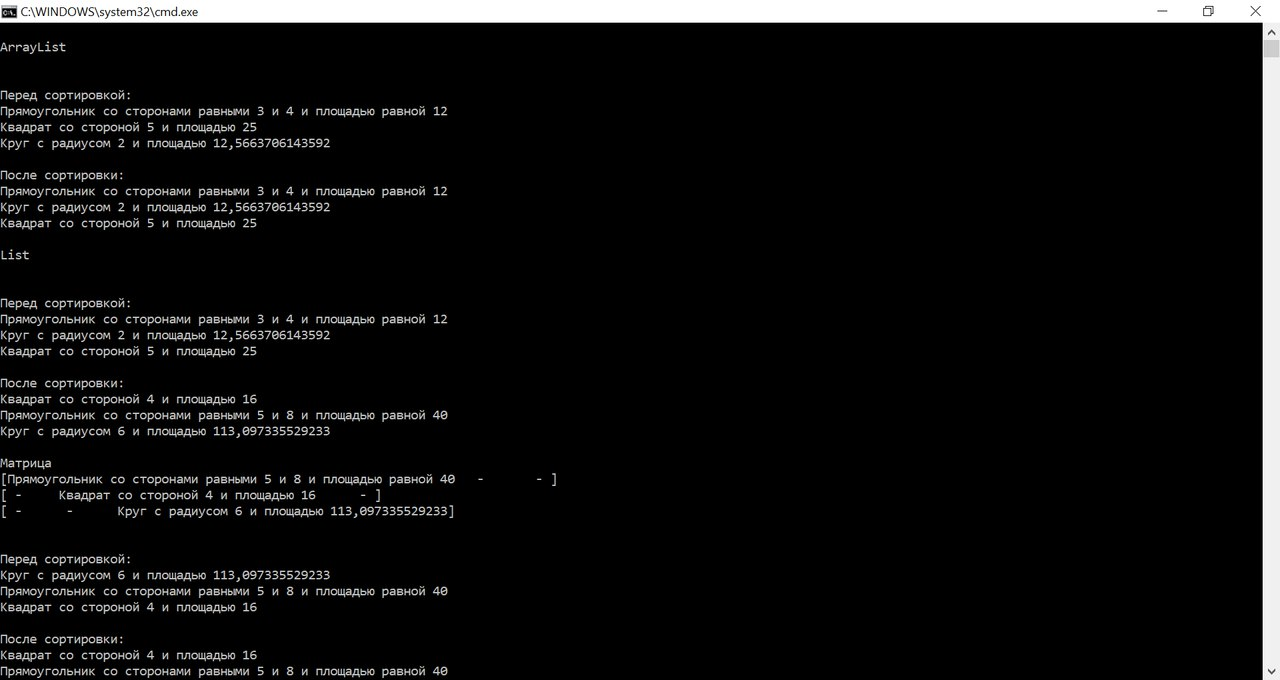 C:\WINDOWS\system32\cmd.exe
ArrayList
Перед сортировкой:
Прямоугольник со сторонами равными 3 и 4 и площадью равной 12
Квадрат со стороной 5 и площадью 25
Круг с радиусом 2 и площадью 12,5663706143592
После сортировки:
Прямоугольник со сторонами равными 3 и 4 и площадью равной 12
Круг с радиусом 2 и площадью 12,5663706143592
Квадрат со стороной 5 и площадью 25
List
Перед сортировкой:
Прямоугольник со сторонами равными 3 и 4 и площадью равной 12
Круг с радиусом 2 и площадью 12,5663706143592
Квадрат со стороной 5 и площадью 25
После сортировки:
Квадрат со стороной 4 и площадью 16
Прямоугольник со сторонами равными 5 и 8 и площадью равной 40
Круг с радиусом 6 и площадью 113,097335529233
Матрица
[Прямоугольник со сторонами равными 5 и 8 и площадью равной 40   -       - ]
[ -     Квадрат со стороной 4 и площадью 16      - ]
[ -      -      Круг с радиусом 6 и площадью 113,097335529233]
Перед сортировкой:
Круг с радиусом 6 и площадью 113,097335529233
Прямоугольник со сторонами равными 5 и 8 и площадью равной 40
Квадрат со стороной 4 и площадью 16
После сортировки:
Квадрат со стороной 4 и площадью 16
Прямоугольник со сторонами равными 5 и 8 и площадью равной 40